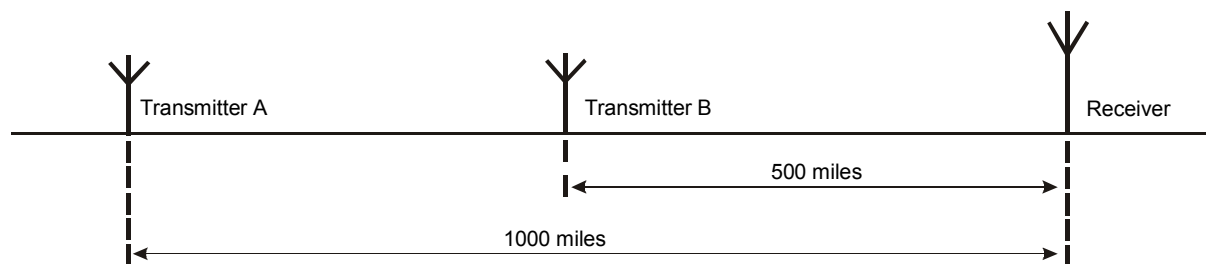 Transmitter A
Transmitter B
Receiver
500 miles
1000 miles